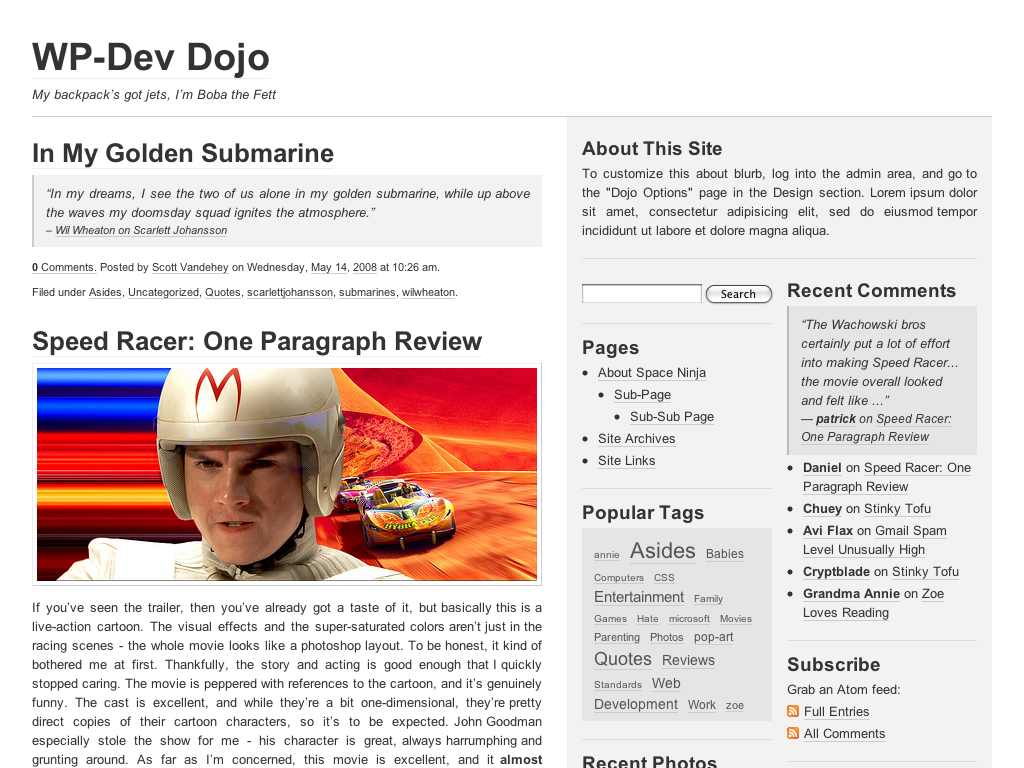 WP-Dev Dojo
My backpack's got jets, I'm Boba the Fett
In My Golden Submarine
“In my dreams, I see the two of us alone in my golden submarine, while up above
the waves my doomsday squad ignites the atmosphere.”
– Wil Wheaton on Scarlett Johansson
0 Comments. Posted by Scott Vandehey on Wednesday, May 14, 2008 at 10:26 am.
Filed under Asides, Uncategorized, Quotes, scarlettjohansson, submarines, wilwheaton.
Speed Racer: One Paragraph Review
M
If you've seen the trailer, then you've already got a taste of it, but basically this is a
live-action cartoon. The visual effects and the super-saturated colors aren't just in the
racing scenes - the whole movie looks like a photoshop layout. To be honest, it kind of
bothered me at first. Thankfully, the story and acting is good enough that I quickly
stopped caring. The movie is peppered with references to the cartoon, and it's genuinely
funny. The cast is excellent, and while they're a bit one-dimensional, they're pretty
direct copies of their cartoon characters, so it's to be expected. John Goodman
especially stole the show for me - his character is great, always harrumphing and
grunting around. As far as I'm concerned, this movie is excellent, and it almost
About This Site
To customize this about blurb, log into the admin area, and go to
the "Dojo Options" page in the Design section. Lorem ipsum dolor
sit amet, consectetur adipisicing elit, sed do eiusmod tempor
incididunt ut labore et dolore magna aliqua.
Search
Pages
About Space Ninja
Sub-Page
Sub-Sub Page
Site Archives
Site Links
Popular Tags
annie Asides Babies
Computers CSS
Entertainment Family
Games Hate microsoft Movies
Parenting Photos pop-art
Quotes Reviews
Standards Web
Development Work zoe
Recent Photos
Recent Comments
“The Wachowski bros
certainly put a lot of effort
into making Speed Racer…
the movie overall looked
and felt like …”
— patrick on Speed Racer:
One Paragraph Review
Daniel on Speed Racer: One
Paragraph Review
Chuey on Stinky Tofu
Avi Flax on Gmail Spam
Level Unusually High
Cryptblade on Stinky Tofu
Grandma Annie on Zoe
Loves Reading
Subscribe
Grab an Atom feed:
Full Entries
All Comments